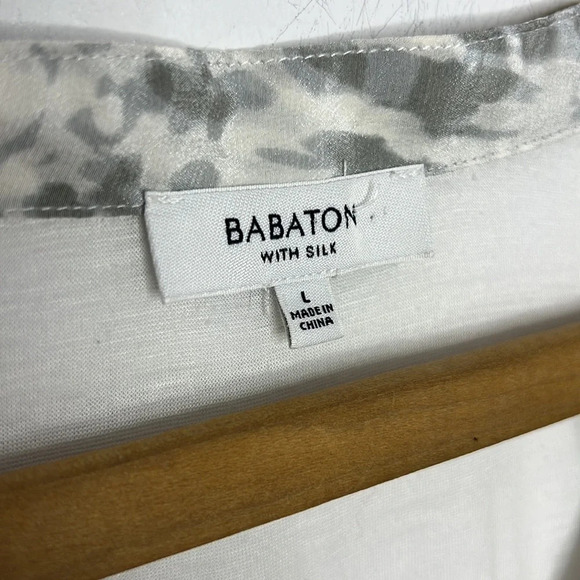 BABATON
WITH SILK
L
MADE IN
CHINA